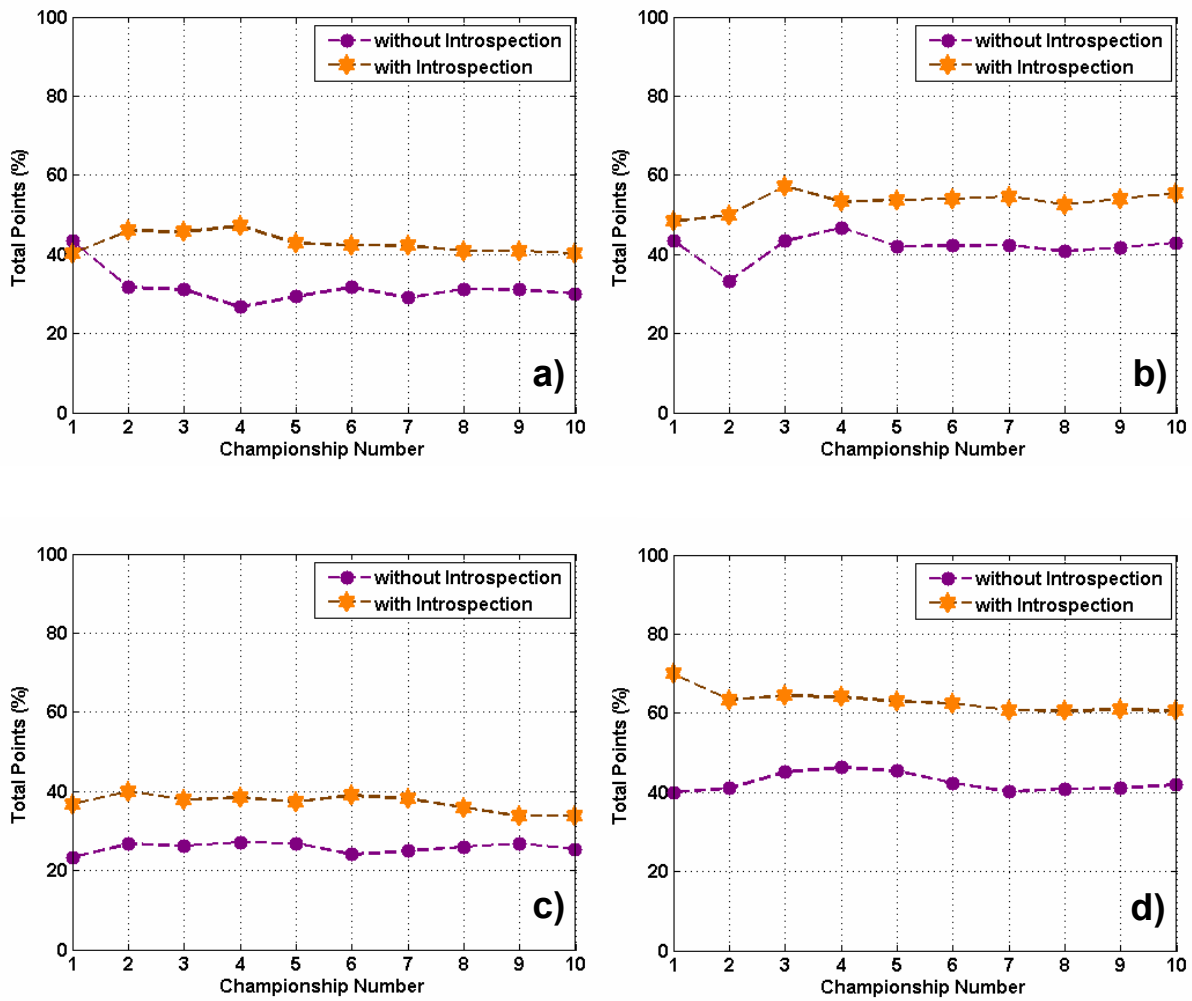 100
80
60
40
20
0
Total Points (%)
without Introspection
with Introspection
a)
1 2 3 4 5 6 7 8 9 10
Championship Number
100
80
60
40
20
0
Total Points (%)
without Introspection
with Introspection
b)
1 2 3 4 5 6 7 8 9 10
Championship Number
100
80
60
40
20
0
Total Points (%)
without Introspection
with Introspection
c)
1 2 3 4 5 6 7 8 9 10
Championship Number
100
80
60
40
20
0
Total Points (%)
without Introspection
with Introspection
d)
1 2 3 4 5 6 7 8 9 10
Championship Number